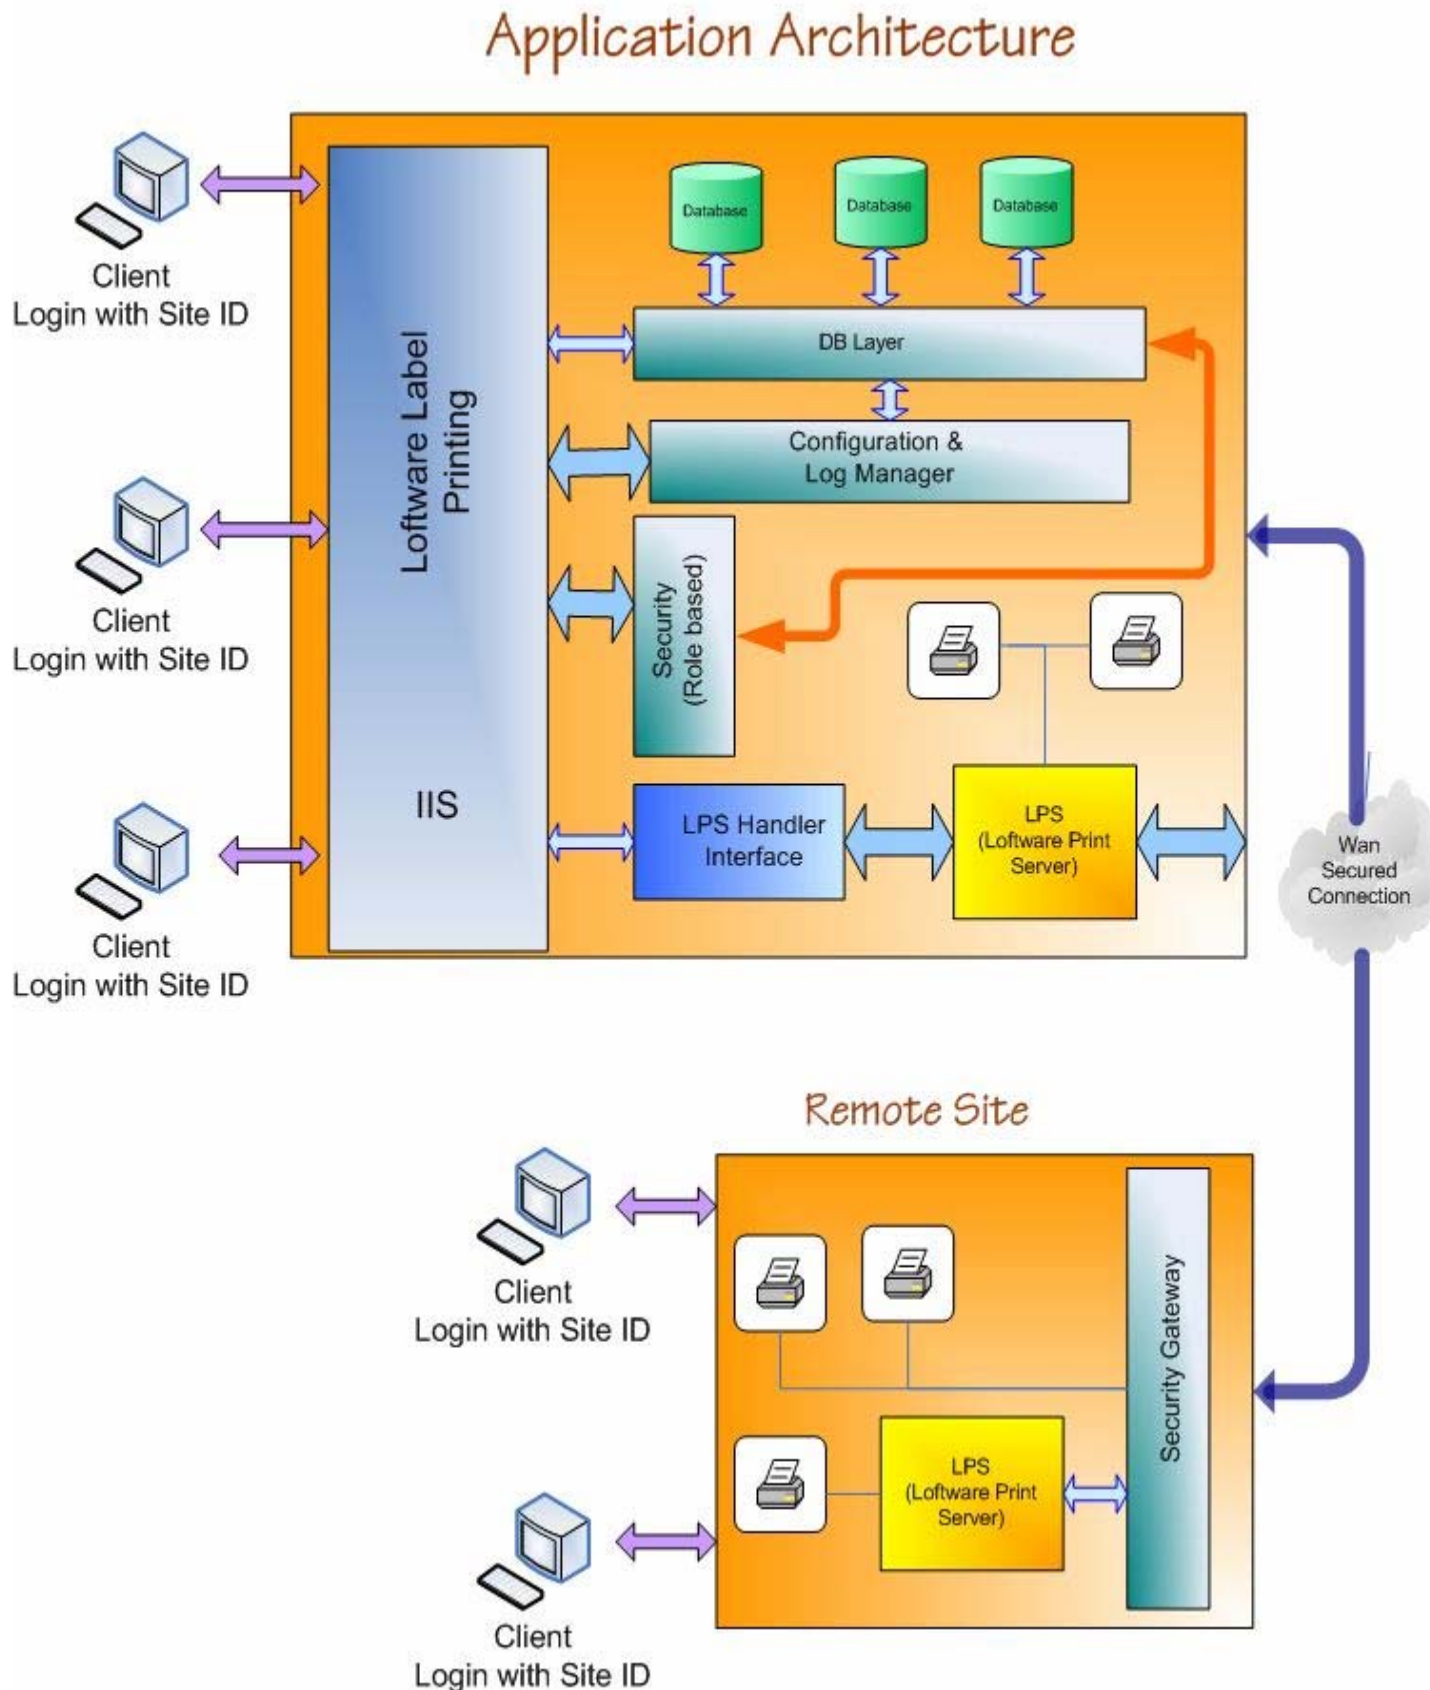 Application Architecture
Client
Login with Site ID
Client
Login with Site ID
Client
Login with Site ID
Loftware Label
Printing
IIS
Database
Database
Database
DB Layer
Configuration &
Log Manager
Security
(Role based)
LPS Handler
Interface
LPS
(Loftware Print
Server)
Wan
Secured
Connection
Remote Site
Client
Login with Site ID
Client
Login with Site ID
LPS
(Loftware Print
Server)
Security Gateway